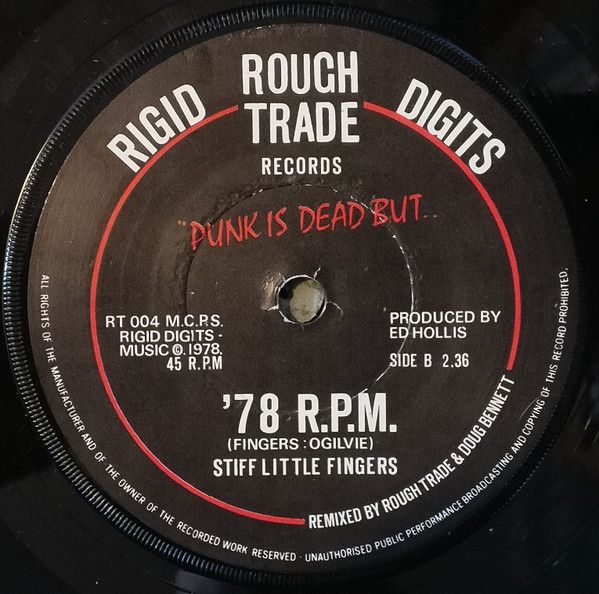 RIGID ROUGH TRADE DIGITS
RECORDS
"PUNK IS DEAD BUT..
RT 004 M.C.P.S.
RIGID DIGITS -
MUSIC ℗. 1978.
45 R.P.M
PRODUCED BY
ED HOLLIS
SIDE B 2.36
'78 R.P.M.
(FINGERS : OGILVIE)
STIFF LITTLE FINGERS
REMIXED BY ROUGH TRADE & DOUG BENNETT
ALL RIGHTS OF THE MANUFACTURER AND OF THE OWNER OF THE RECORDED WORK RESERVED · UNAUTHORISED PUBLIC PERFORMANCE BROADCASTING AND COPYING OF THIS RECORD PROHIBITED.